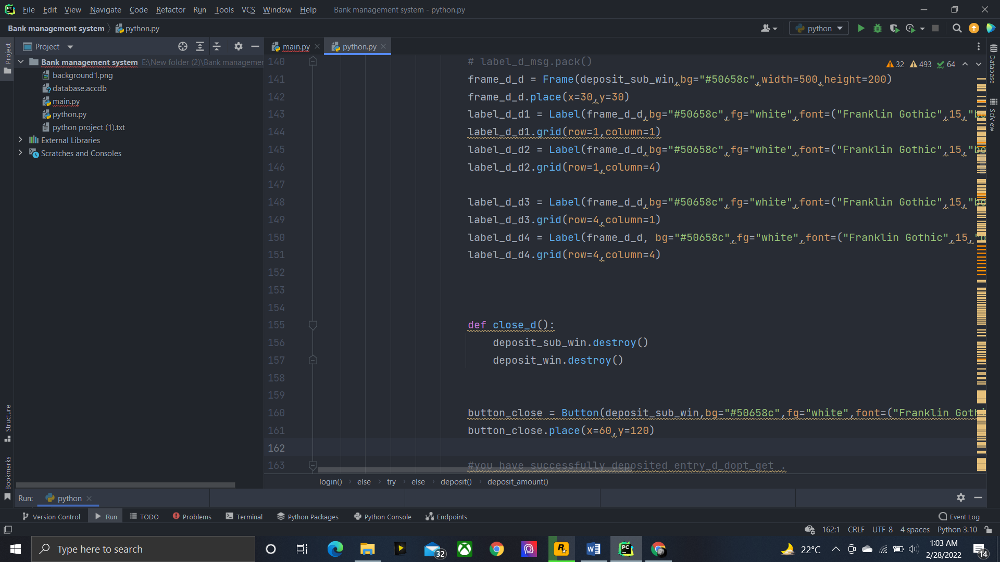 File Edit View Navigate Code Refactor Run Tools VCS Window Help Bank management system - python.py
Bank management system python.py python
Project main.py python.py
Bank management system E:\New folder (2)\Bank managemen
background1.png
database.accdb
main.py
python.py
python project (1).txt
External Libraries
Scratches and Consoles
Project
Structure
Bookmarks
32 493 64
140 # label_d_msg.pack()
141 frame_d_d = Frame(deposit_sub_win,bg="#50658c",width=500,height=200)
142 frame_d_d.place(x=30,y=30)
143 label_d_d1 = Label(frame_d_d,bg="#50658c",fg="white",font=("Franklin Gothic",15,"bo
144 label_d_d1.grid(row=1,column=1)
145 label_d_d2 = Label(frame_d_d,bg="#50658c",fg="white",font=("Franklin Gothic",15,"bo
146 label_d_d2.grid(row=1,column=4)
147
148 label_d_d3 = Label(frame_d_d,bg="#50658c",fg="white",font=("Franklin Gothic",15,"bo
149 label_d_d3.grid(row=4,column=1)
150 label_d_d4 = Label(frame_d_d, bg="#50658c",fg="white",font=("Franklin Gothic",15,"b
151 label_d_d4.grid(row=4,column=4)
152
153
154
155 def close_d():
156 deposit_sub_win.destroy()
157 deposit_win.destroy()
158
159
160 button_close = Button(deposit_sub_win,bg="#50658c",fg="white",font=("Franklin Gothi
161 button_close.place(x=60,y=120)
162
163 #you have successfully deposited entry_d_dopt_get .
Database
SciView
login() else try else deposit() deposit_amount()
Run: python
Version Control Run TODO Problems Terminal Python Packages Python Console Endpoints Event Log
162:1 CRLF UTF-8 4 spaces Python 3.10
Type here to search
32
22°C
1:03 AM
2/28/2022
14